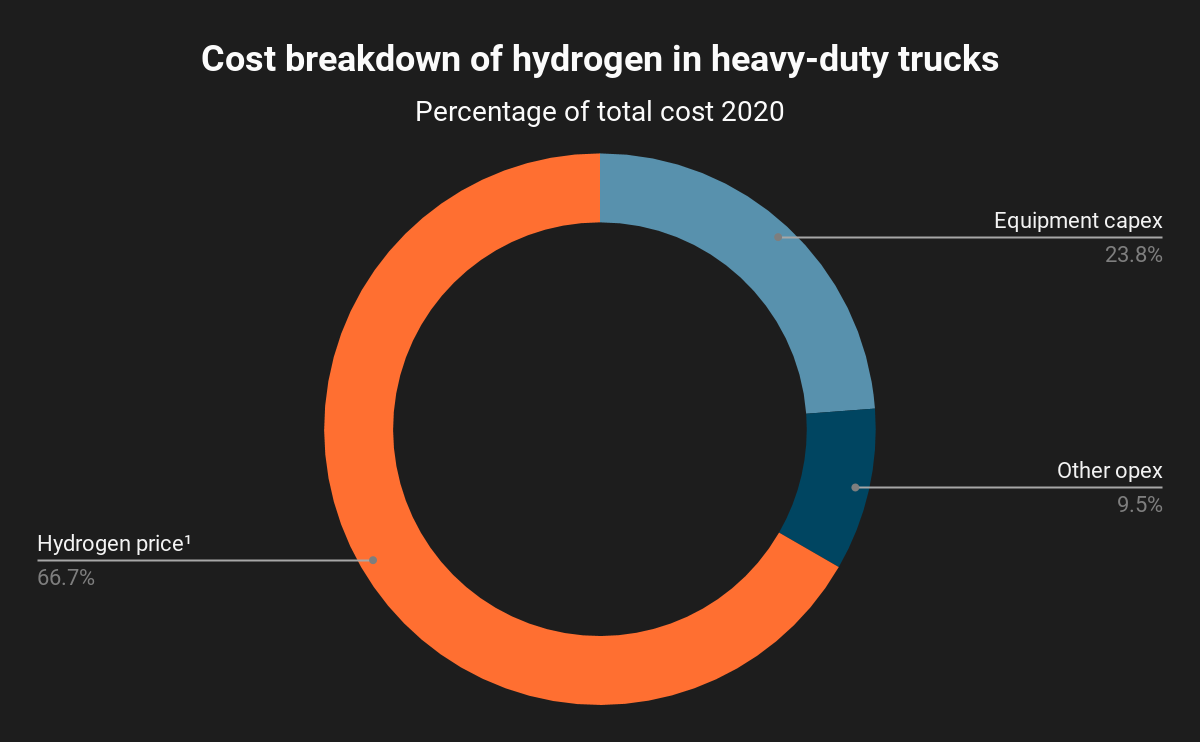 Cost breakdown of hydrogen in heavy-duty trucks
Percentage of total cost 2020
Equipment capex
23.8%
Other opex
9.5%
Hydrogen price¹
66.7%